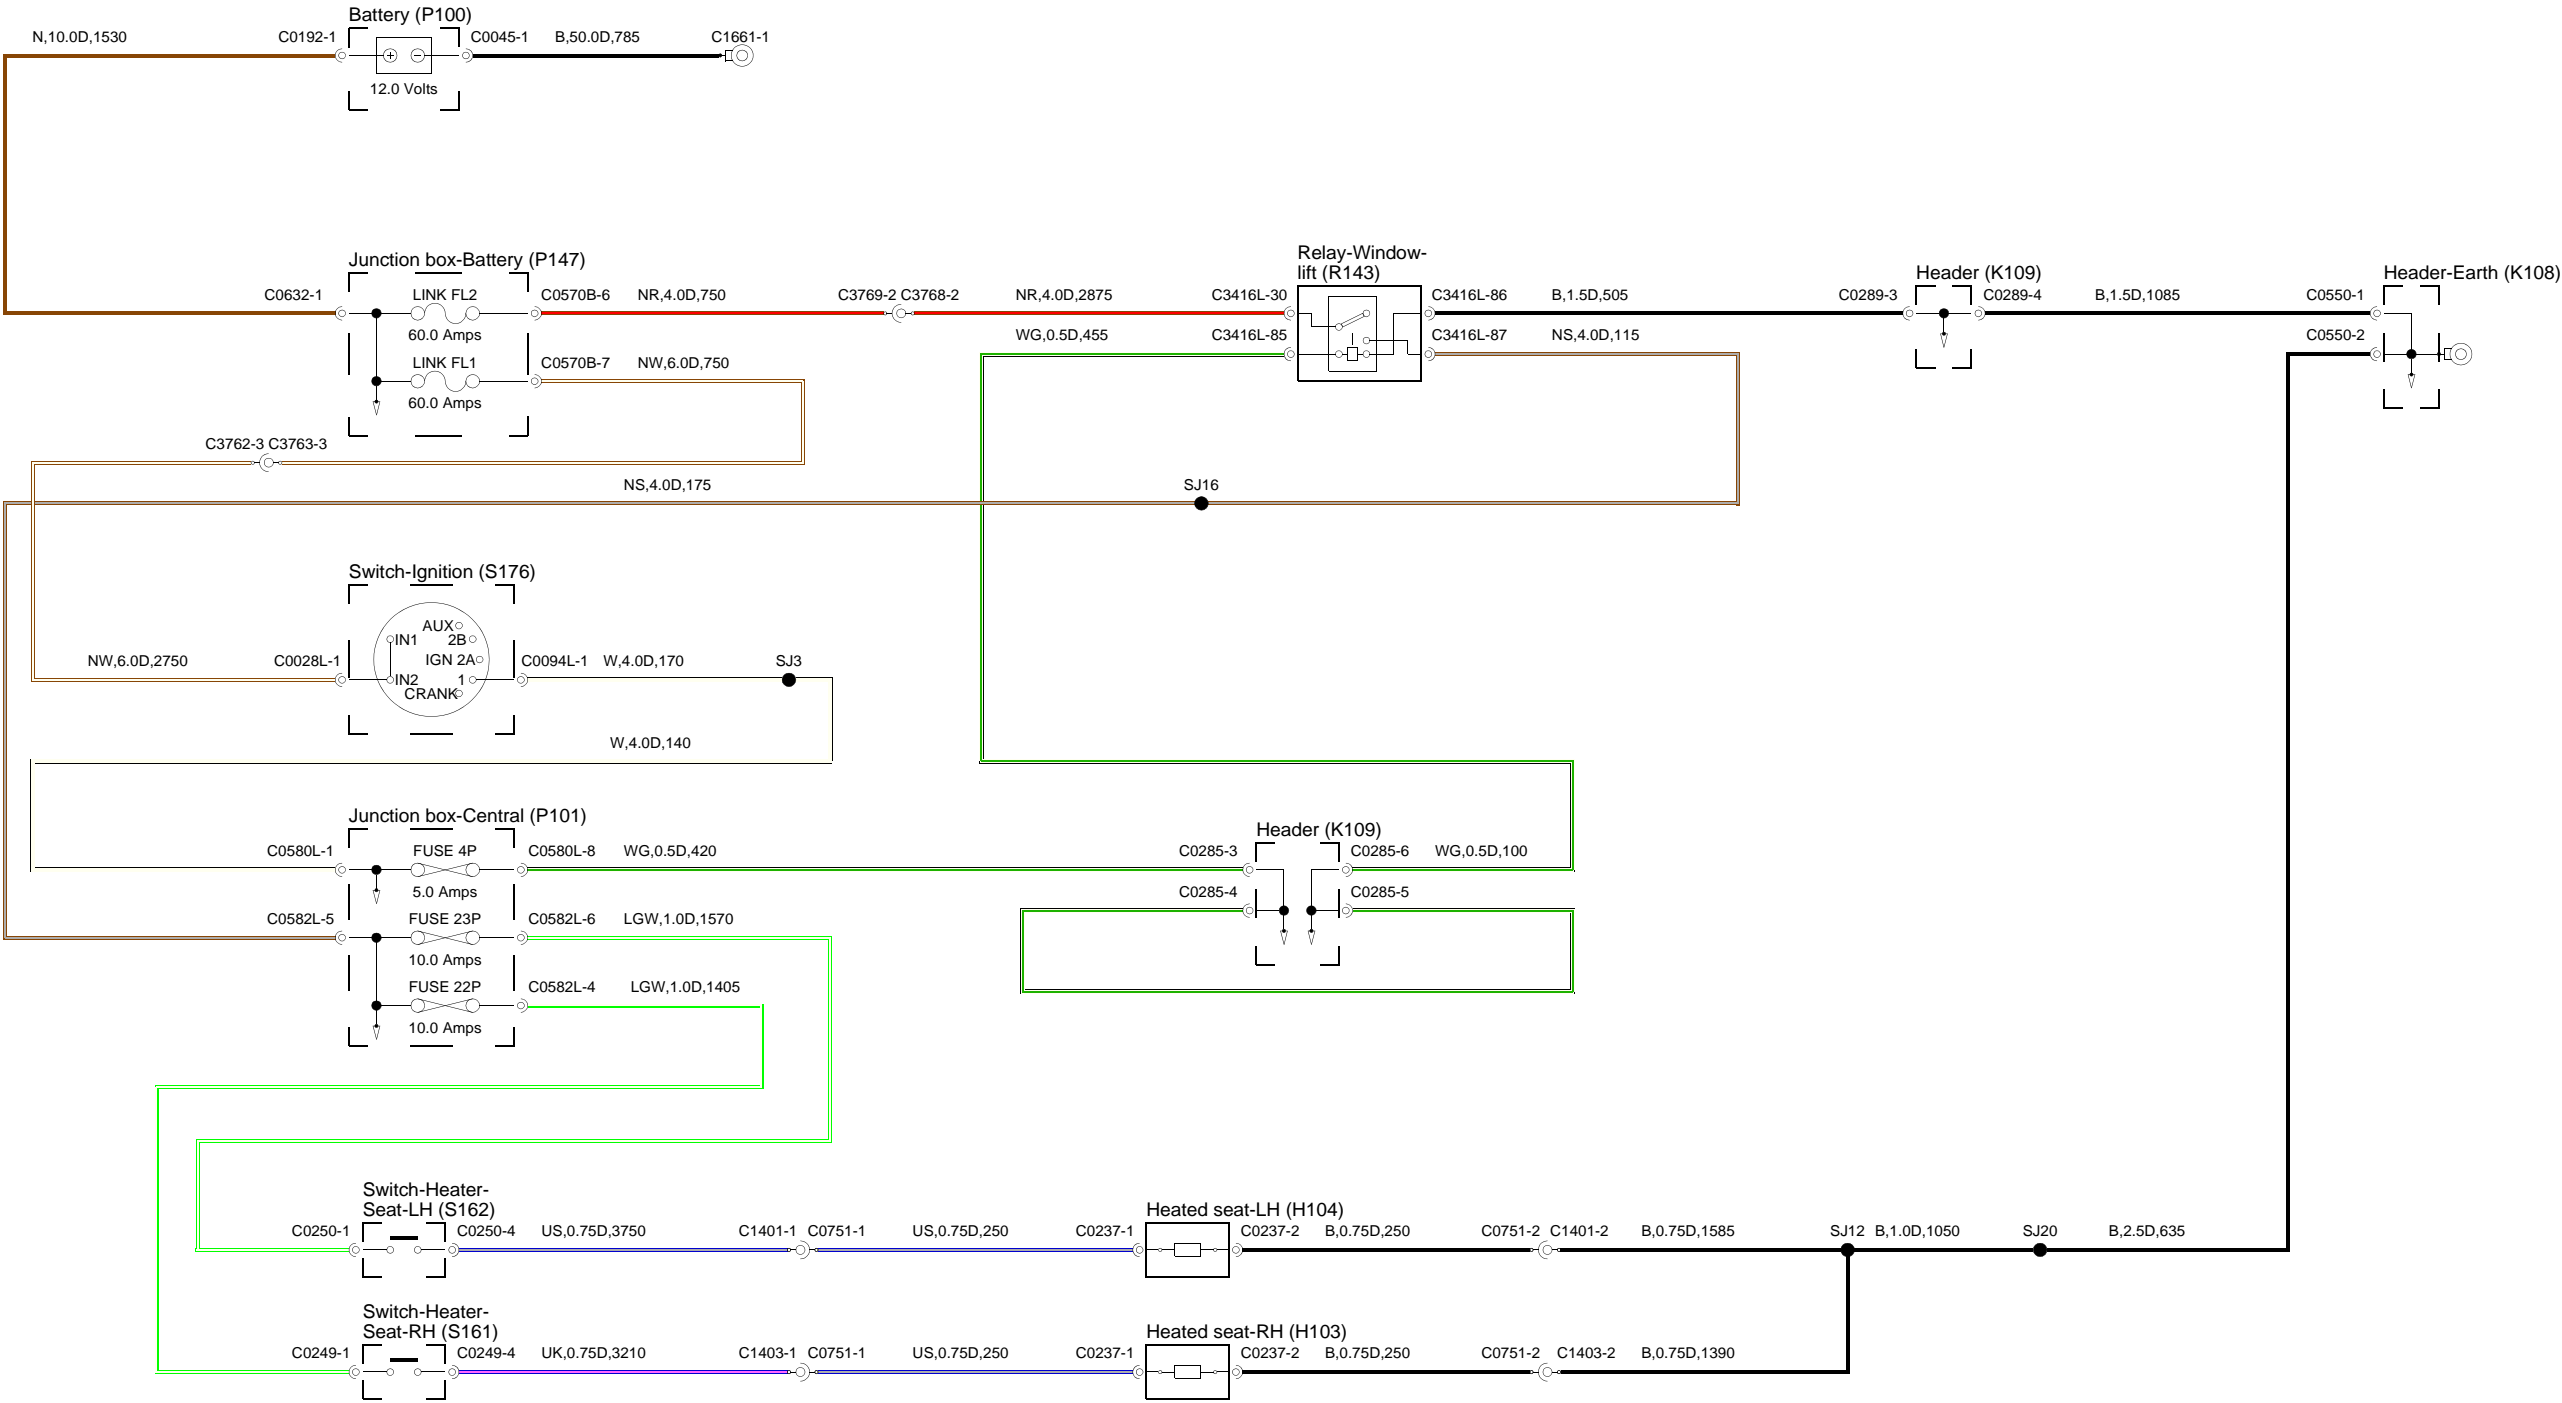 Battery (P100)
N,10.0D,1530
C0192-1
C0045-1
B,50.0D,785
C1661-1
12.0 Volts
Junction box-Battery (P147)
C0632-1
LINK FL2
60.0 Amps
C0570B-6
NR,4.0D,750
C3769-2 C3768-2
NR,4.0D,2875
LINK FL1
60.0 Amps
C0570B-7
NW,6.0D,750
Relay-Window-
lift (R143)
C3416L-30
C3416L-86
B,1.5D,505
WG,0.5D,455
C3416L-85
C3416L-87
NS,4.0D,115
Header (K109)
C0289-3
C0289-4
B,1.5D,1085
Header-Earth (K108)
C0550-1
C0550-2
C3762-3 C3763-3
NS,4.0D,175
SJ16
Switch-Ignition (S176)
AUX
IN1
2B
IGN 2A
IN2
1
CRANK
NW,6.0D,2750
C0028L-1
C0094L-1
W,4.0D,170
SJ3
W,4.0D,140
Junction box-Central (P101)
C0580L-1
FUSE 4P
5.0 Amps
C0580L-8
WG,0.5D,420
C0582L-5
FUSE 23P
10.0 Amps
C0582L-6
LGW,1.0D,1570
FUSE 22P
10.0 Amps
C0582L-4
LGW,1.0D,1405
Header (K109)
C0285-3
C0285-6
WG,0.5D,100
C0285-4
C0285-5
Switch-Heater-
Seat-LH (S162)
C0250-1
C0250-4
US,0.75D,3750
C1401-1
C0751-1
US,0.75D,250
Heated seat-LH (H104)
C0237-1
C0237-2
B,0.75D,250
C0751-2
C1401-2
B,0.75D,1585
SJ12
B,1.0D,1050
SJ20
B,2.5D,635
Switch-Heater-
Seat-RH (S161)
C0249-1
C0249-4
UK,0.75D,3210
C1403-1
C0751-1
US,0.75D,250
Heated seat-RH (H103)
C0237-1
C0237-2
B,0.75D,250
C0751-2
C1403-2
B,0.75D,1390